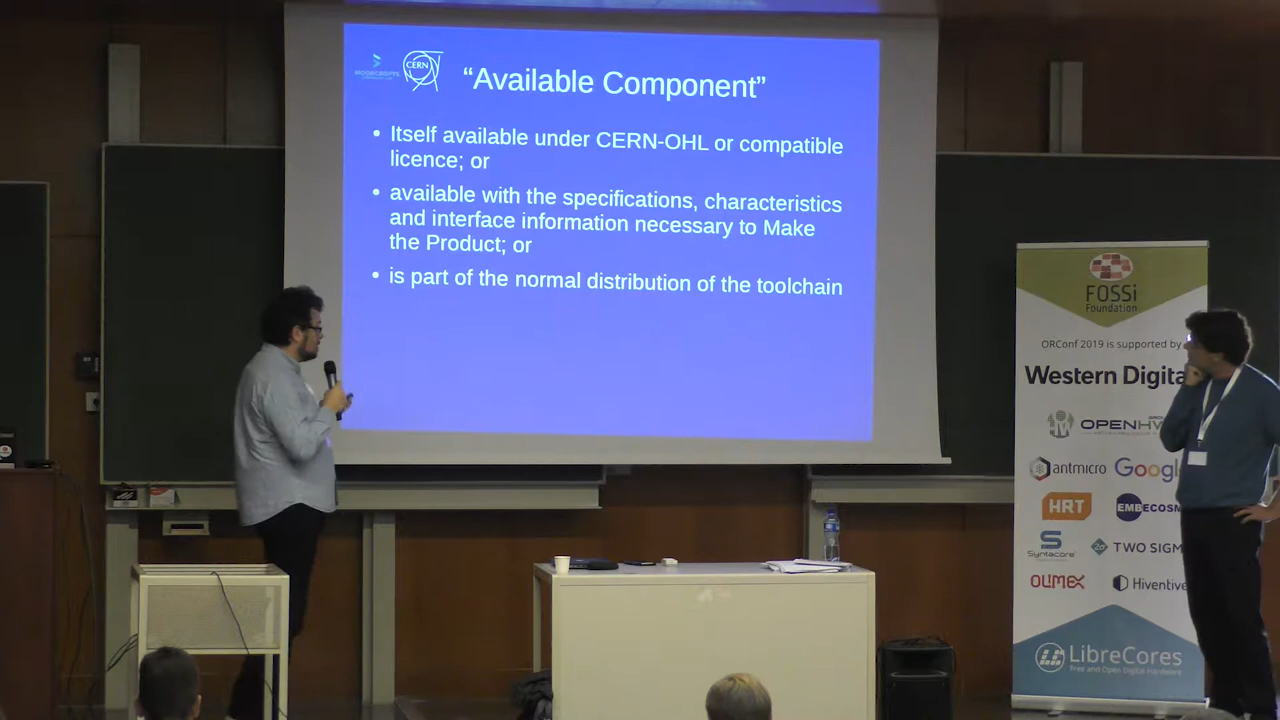 CERN
“Available Component”
• Itself available under CERN-OHL or compatible
licence; or
• available with the specifications, characteristics
and interface information necessary to Make
the Product; or
• is part of the normal distribution of the toolchain
FOSSi
Foundation
ORConf 2019 is supported by
Western Digita
OPENHW
antmicro
Google
HRT
EMBECOSM
Syntacore
TWO SIGM
OLIMEX
Hiventive
LibreCores
Free and Open Digital Hardware